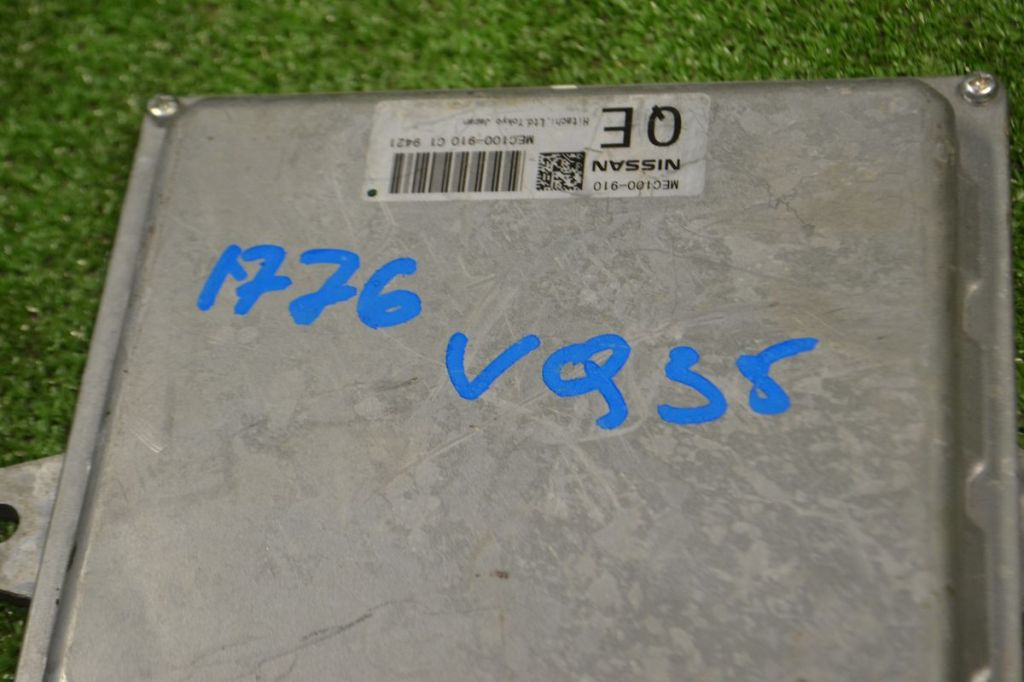 MEC100-910
NISSAN
QE
MEC100-910 C1 9421
Hitachi,Ltd.Tokyo Japan
1776
VQ35